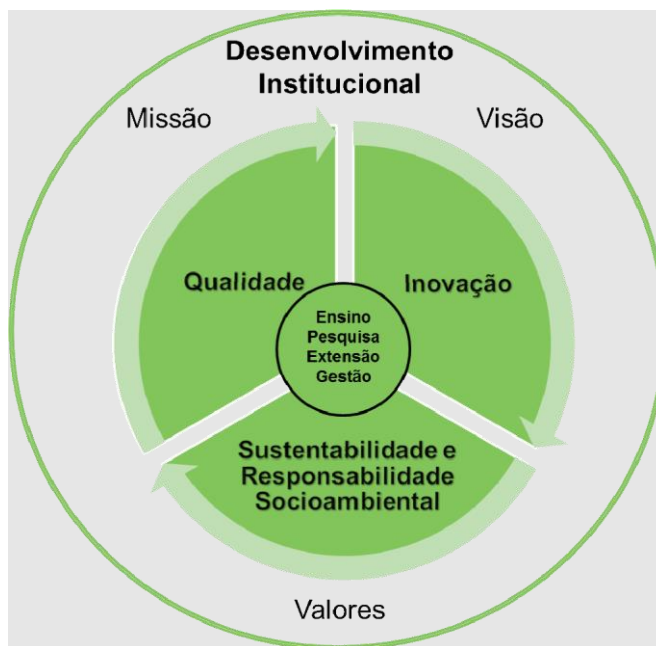 Desenvolvimento
Institucional
Missão
Visão
Qualidade
Inovação
Ensino
Pesquisa
Extensão
Gestão
Sustentabilidade e
Responsabilidade
Socioambiental
Valores